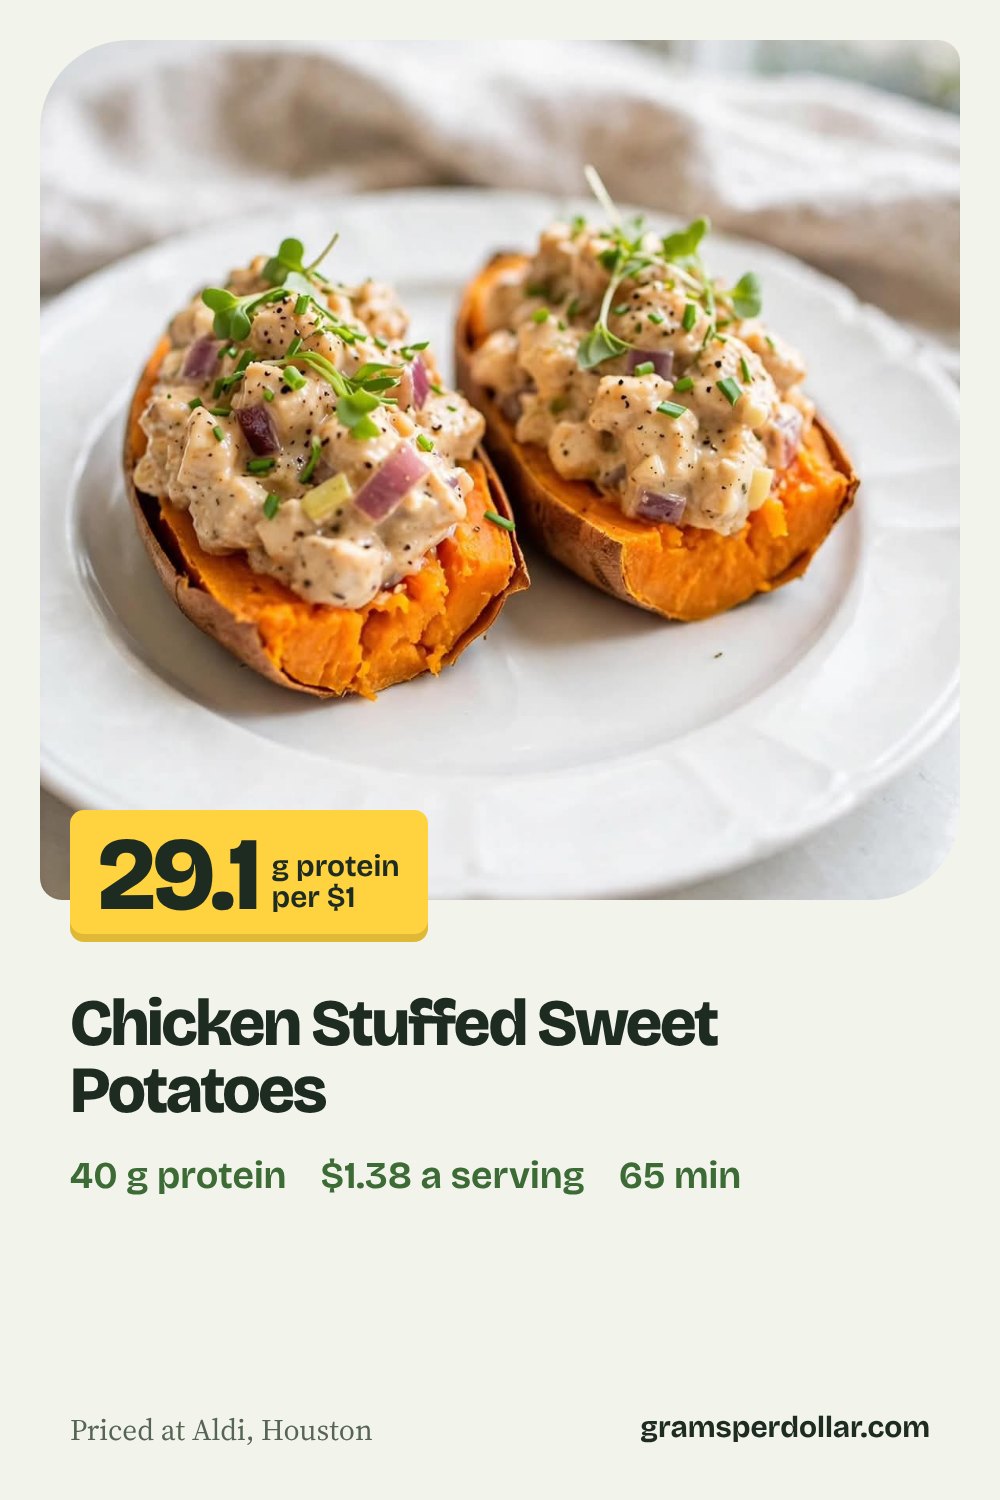 29.1 g protein
per $1
Chicken Stuffed Sweet
Potatoes
40 g protein $1.38 a serving 65 min
Priced at Aldi, Houston
gramsperdollar.com